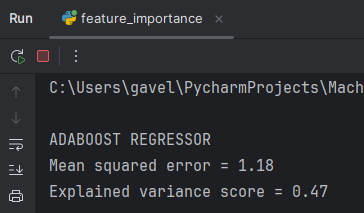 Run
feature_importance
C:\Users\gavel\PycharmProjects\Mach
ADABOOST REGRESSOR
Mean squared error = 1.18
Explained variance score = 0.47